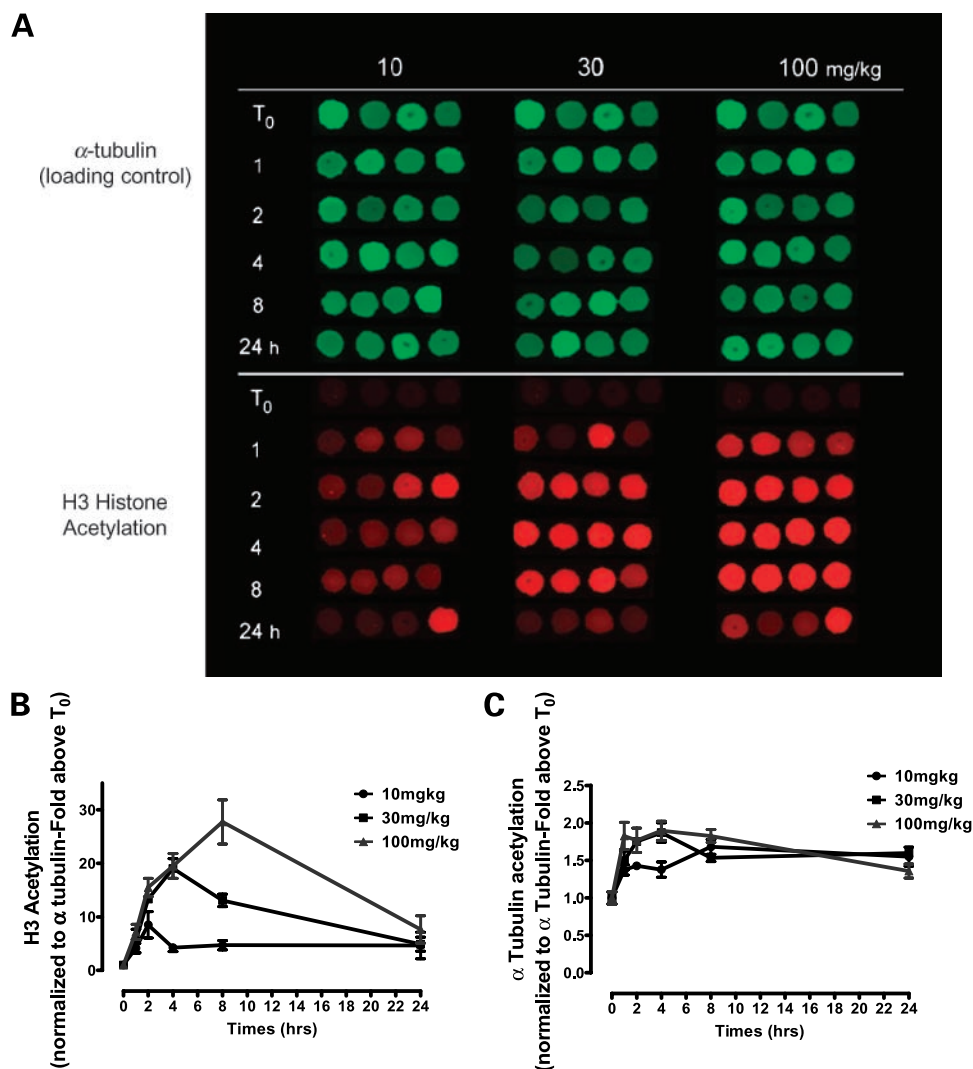 A
10 30 100 mg/kg
α-tubulin
(loading control)
T0
1
2
4
8
24 h
H3 Histone
Acetylation
T0
1
2
4
8
24 h
B
H3 Acetylation
(normalized to α tubulin-Fold above T0)
30
20
10
0
10mgkg
30mg/kg
100mg/kg
0 2 4 6 8 10 12 14 16 18 20 22 24
Times (hrs)
C
α Tubulin acetylation
(normalized to α Tubulin-Fold above T0)
2.5
2.0
1.5
1.0
0.5
0.0
10mgkg
30mg/kg
100mg/kg
0 2 4 6 8 10 12 14 16 18 20 22 24
Times (hrs)